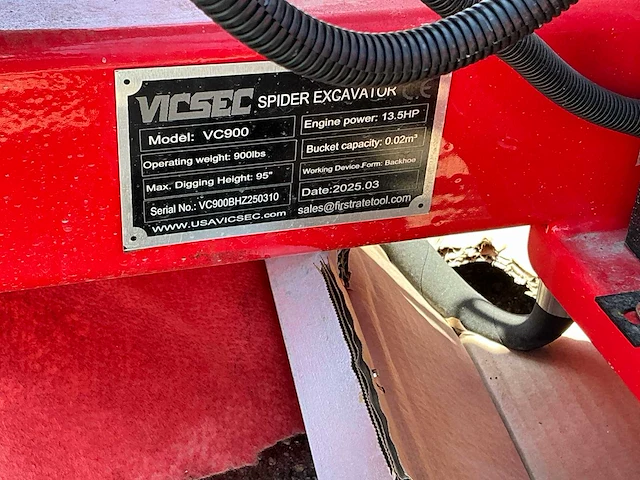 VICSEC SPIDER EXCAVATOR CE
Model: VC900
Engine power: 13.5HP
Operating weight: 900lbs
Bucket capacity: 0.02m³
Max. Digging Height: 95"
Working Device Form: Backhoe
Serial No.: VC900BHZ250310
Date:2025.03
www.USAVICSEC.com
sales@firstratetool.com